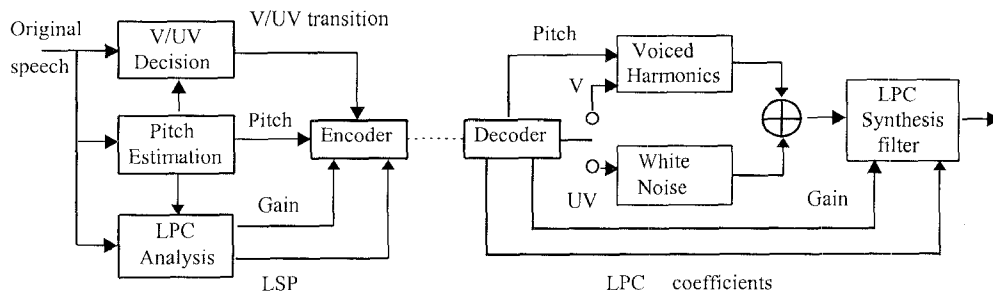 Original
speech
V/UV
Decision
V/UV transition
Pitch
Estimation
Pitch
Encoder
LPC
Analysis
Gain
LSP
Decoder
Pitch
V
UV
Voiced
Harmonics
White
Noise
LPC
Synthesis
filter
Gain
LPC coefficients